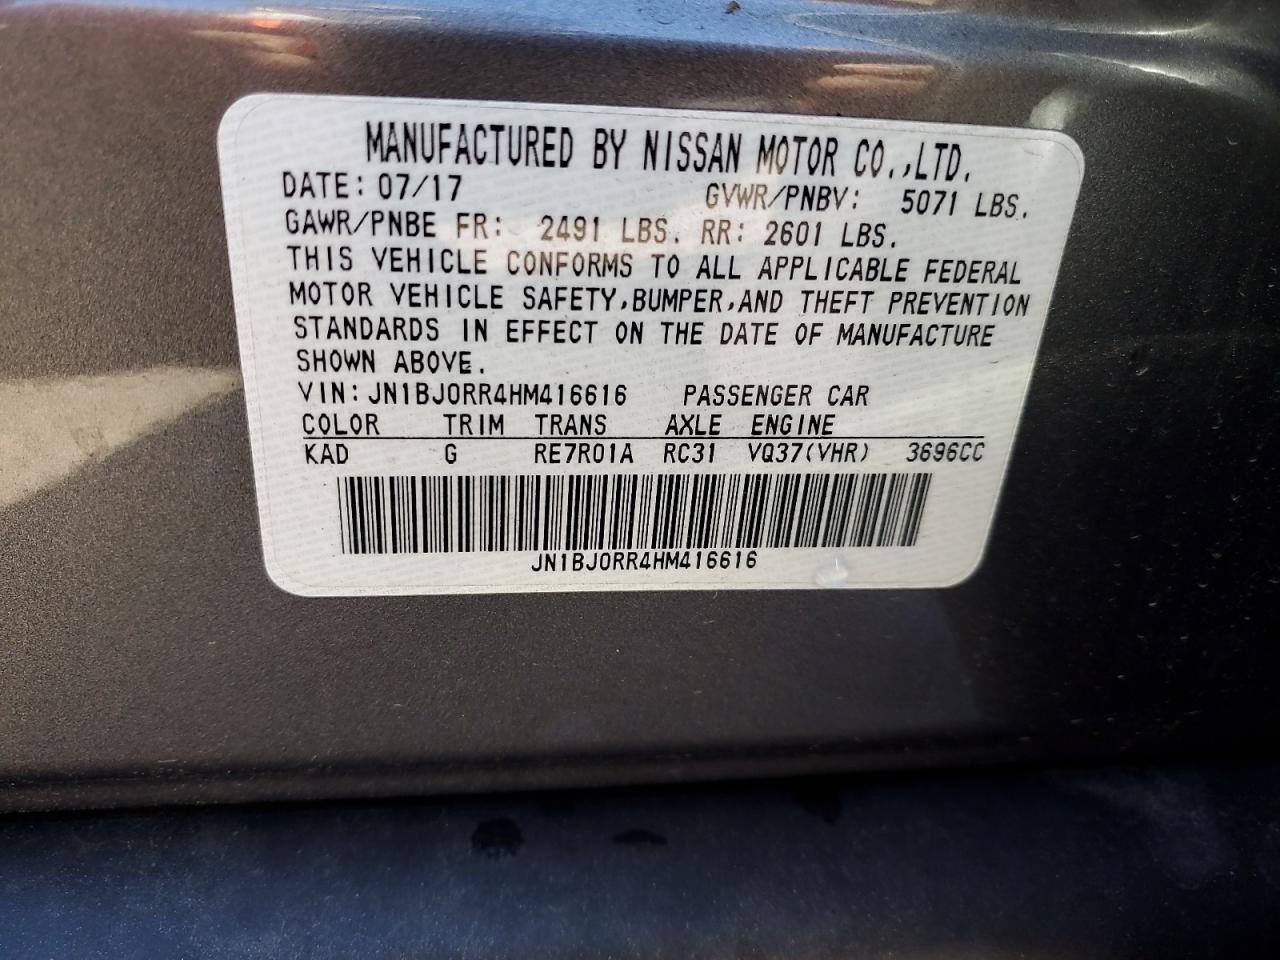 MANUFACTURED BY NISSAN MOTOR CO.,LTD.
DATE: 07/17 GVWR/PNBV: 5071 LBS.
GAWR/PNBE FR: 2491 LBS. RR: 2601 LBS.
THIS VEHICLE CONFORMS TO ALL APPLICABLE FEDERAL
MOTOR VEHICLE SAFETY,BUMPER,AND THEFT PREVENTION
STANDARDS IN EFFECT ON THE DATE OF MANUFACTURE
SHOWN ABOVE.
VIN: JN1BJ0RR4HM416616 PASSENGER CAR
COLOR TRIM TRANS AXLE ENGINE
KAD G RE7R01A RC31 VQ37(VHR) 3696CC
JN1BJ0RR4HM416616